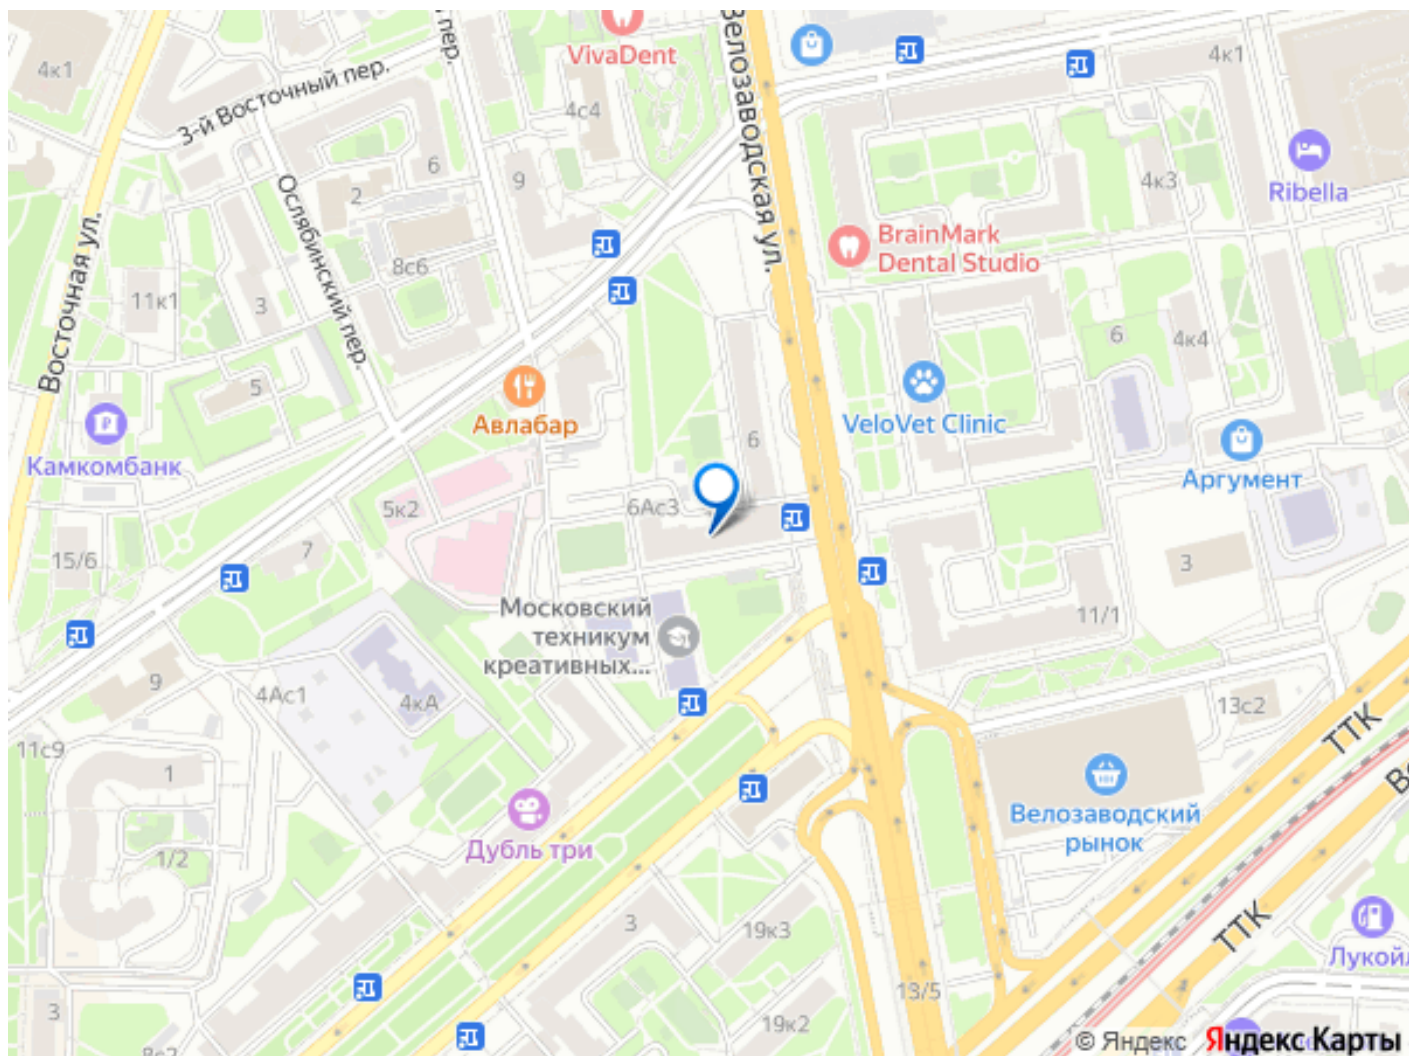 VivaDent
4к1
3-й Восточный пер.
пер.
4с4
Велозаводская ул.
4к1
Ribella
4к3
9
6
2
Ослябинский пер.
Восточная ул.
8с6
11к1
3
BrainMark
Dental Studio
6
4к4
5
Авлабар
VeloVet Clinic
6
Камкомбанк
Аргумент
5к2
6Ас3
7
15/6
3
Московский
техникум
креативных...
11/1
9
4Ас1
4кА
13с2
11с9
1
ТТК
Велозаводский
рынок
Дубль три
1/2
3
19к3
ТТК
Лукойл
13/5
3
19к2
8с2
© Яндекс Яндекс Карты